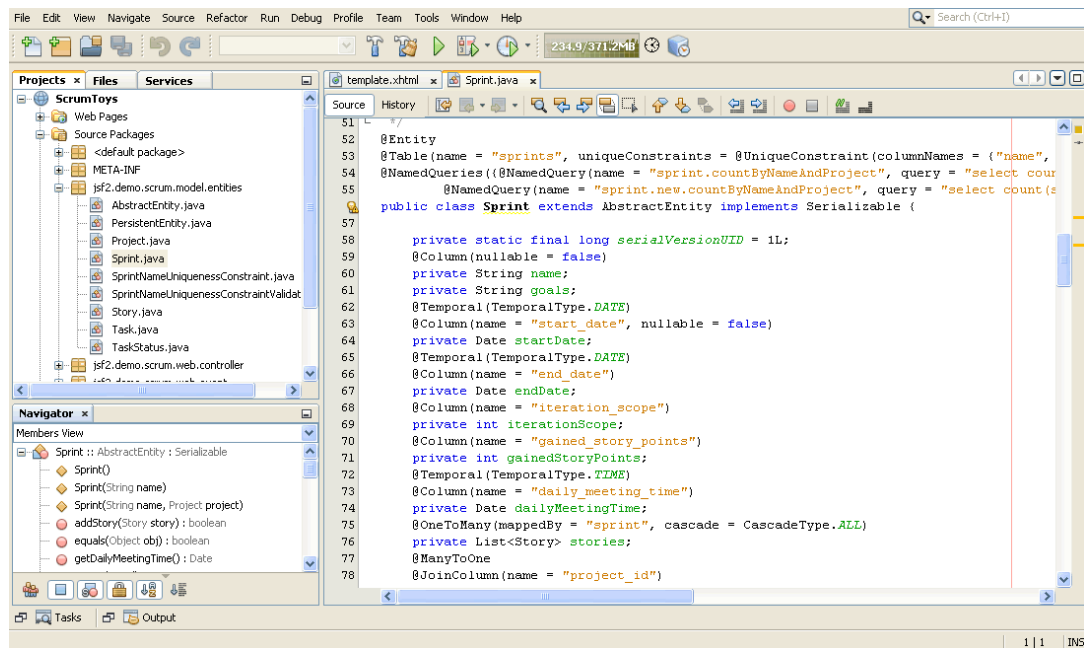 File Edit View Navigate Source Refactor Run Debug Profile Team Tools Window Help
Search (Ctrl+I)
234.9/371.2MB
Projects × Files Services
template.xhtml × Sprint.java ×
Source History
ScrumToys
Web Pages
Source Packages
<default package>
META-INF
jsf2.demo.scrum.model.entities
AbstractEntity.java
PersistentEntity.java
Project.java
Sprint.java
SprintNameUniquenessConstraint.java
SprintNameUniquenessConstraintValidat
Story.java
Task.java
TaskStatus.java
jsf2.demo.scrum.web.controller
Navigator ×
Members View
Sprint :: AbstractEntity : Serializable
Sprint()
Sprint(String name)
Sprint(String name, Project project)
addStory(Story story) : boolean
equals(Object obj) : boolean
getDailyMeetingTime() : Date
51 */
52 @Entity
53 @Table(name = "sprints", uniqueConstraints = @UniqueConstraint(columnNames = {"name",
54 @NamedQueries({@NamedQuery(name = "sprint.countByNameAndProject", query = "select coun
55 @NamedQuery(name = "sprint.new.countByNameAndProject", query = "select count(s
public class Sprint extends AbstractEntity implements Serializable {
57
58 private static final long serialVersionUID = 1L;
59 @Column(nullable = false)
60 private String name;
61 private String goals;
62 @Temporal(TemporalType.DATE)
63 @Column(name = "start_date", nullable = false)
64 private Date startDate;
65 @Temporal(TemporalType.DATE)
66 @Column(name = "end_date")
67 private Date endDate;
68 @Column(name = "iteration_scope")
69 private int iterationScope;
70 @Column(name = "gained_story_points")
71 private int gainedStoryPoints;
72 @Temporal(TemporalType.TIME)
73 @Column(name = "daily_meeting_time")
74 private Date dailyMeetingTime;
75 @OneToMany(mappedBy = "sprint", cascade = CascadeType.ALL)
76 private List<Story> stories;
77 @ManyToOne
78 @JoinColumn(name = "project_id")
Tasks Output
1|1 INS